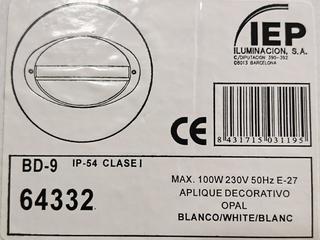 IEP
ILUMINACION, S.A.
C/DIPUTACION 390-392
08013 BARCELONA
CE
8 431715 031195
BD-9 IP-54 CLASE I
64332
MAX. 100W 230V 50Hz E-27
APLIQUE DECORATIVO
OPAL
BLANCO/WHITE/BLANC